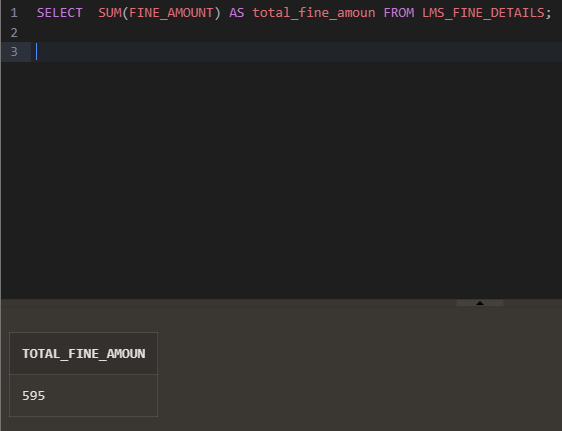 1 SELECT  SUM(FINE_AMOUNT) AS total_fine_amoun FROM LMS_FINE_DETAILS;
2
3
TOTAL_FINE_AMOUN
595